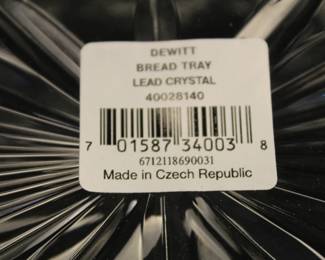 DEWITT
BREAD TRAY
LEAD CRYSTAL
40028140
7 01587 34003 8
6712118690031
Made in Czech Republic